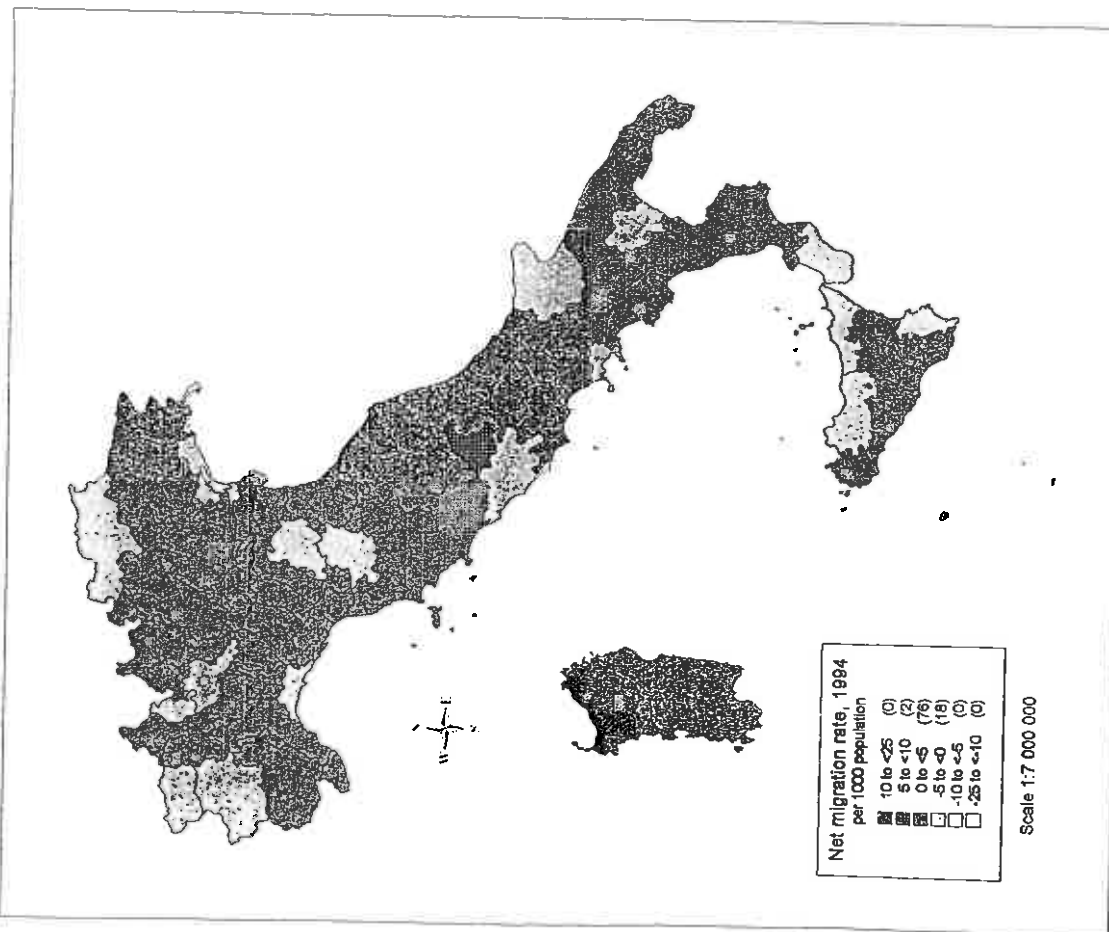 Net migration rate, 1994
per 1000 population
10 to <25 (0)
5 to <10 (2)
0 to <5 (76)
-5 to <0 (18)
-10 to <-5 (0)
-25 to <-10 (0)
Scale 1:7 000 000
W
E